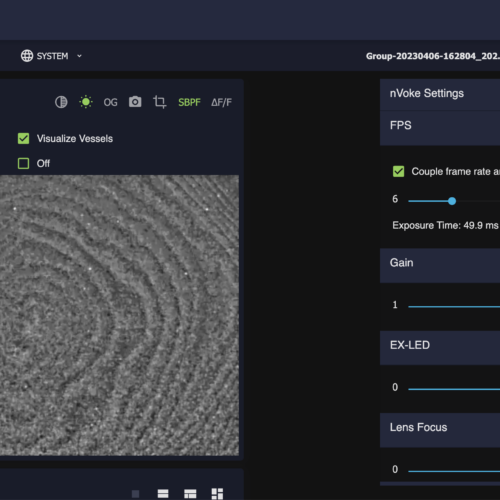 SYSTEM
Group-20230406-162804_202.
OG SBPF ΔF/F
Visualize Vessels
Off
nVoke Settings
FPS
Couple frame rate
6
Exposure Time: 49.9 ms
Gain
1
EX-LED
0
Lens Focus
0